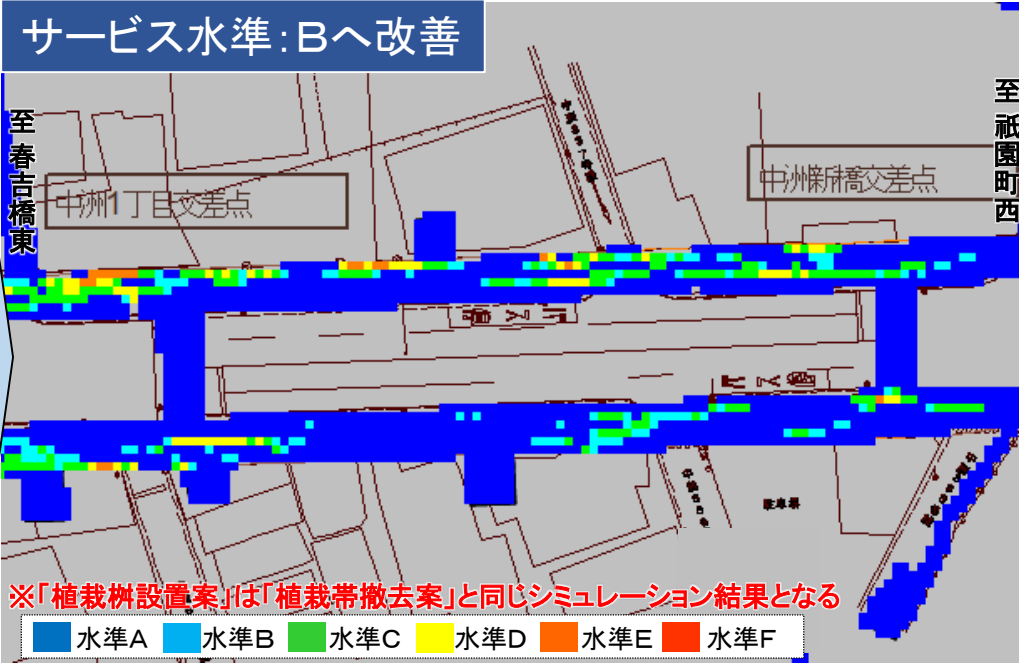 サービス水準：Bへ改善
至 春吉橋東
至 祇園町西
中洲1丁目交差点
中洲新橋交差点
駐車場
※「植栽桝設置案」は「植栽帯撤去案」と同じシミュレーション結果となる
水準A 水準B 水準C 水準D 水準E 水準F